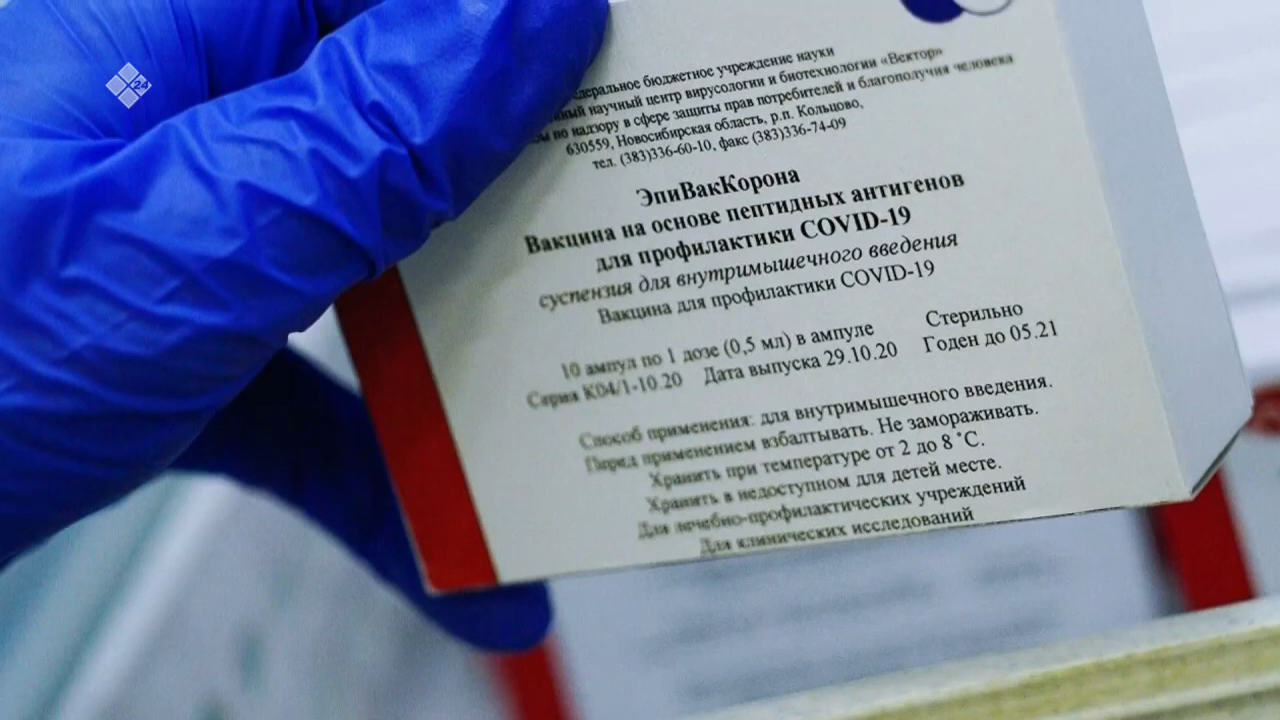 24
бюджетное учреждение науки
научный центр вирусологии и биотехнологии «Вектор»
по надзору в сфере защиты прав потребителей и благополучия человека
630559, Новосибирская область, р.п. Кольцово,
тел. (383)336-60-10, факс (383)336-74-09
ЭпиВакКорона
Вакцина на основе пептидных антигенов
для профилактики COVID-19
суспензия для внутримышечного введения
Вакцина для профилактики COVID-19
10 ампул по 1 дозе (0,5 мл) в ампуле Стерильно
Серия К04/1-10.20 Дата выпуска 29.10.20 Годен до 05.21
Способ применения: для внутримышечного введения.
Перед применением взбалтывать. Не замораживать.
Хранить при температуре от 2 до 8 °С.
Хранить в недоступном для детей месте.
Для лечебно-профилактических учреждений
Для клинических исследований